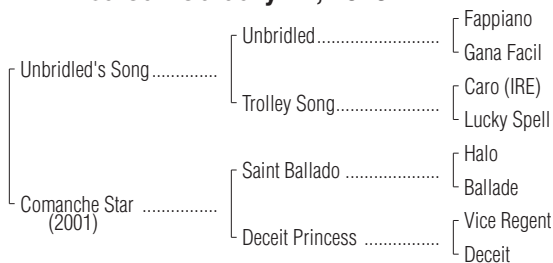 Unbridled's Song..............
Unbridled..........................
Fappiano
Gana Facil
Trolley Song......................
Caro (IRE)
Lucky Spell
Comanche Star ................
(2001)
Saint Ballado ....................
Halo
Ballade
Deceit Princess ................
Vice Regent
Deceit